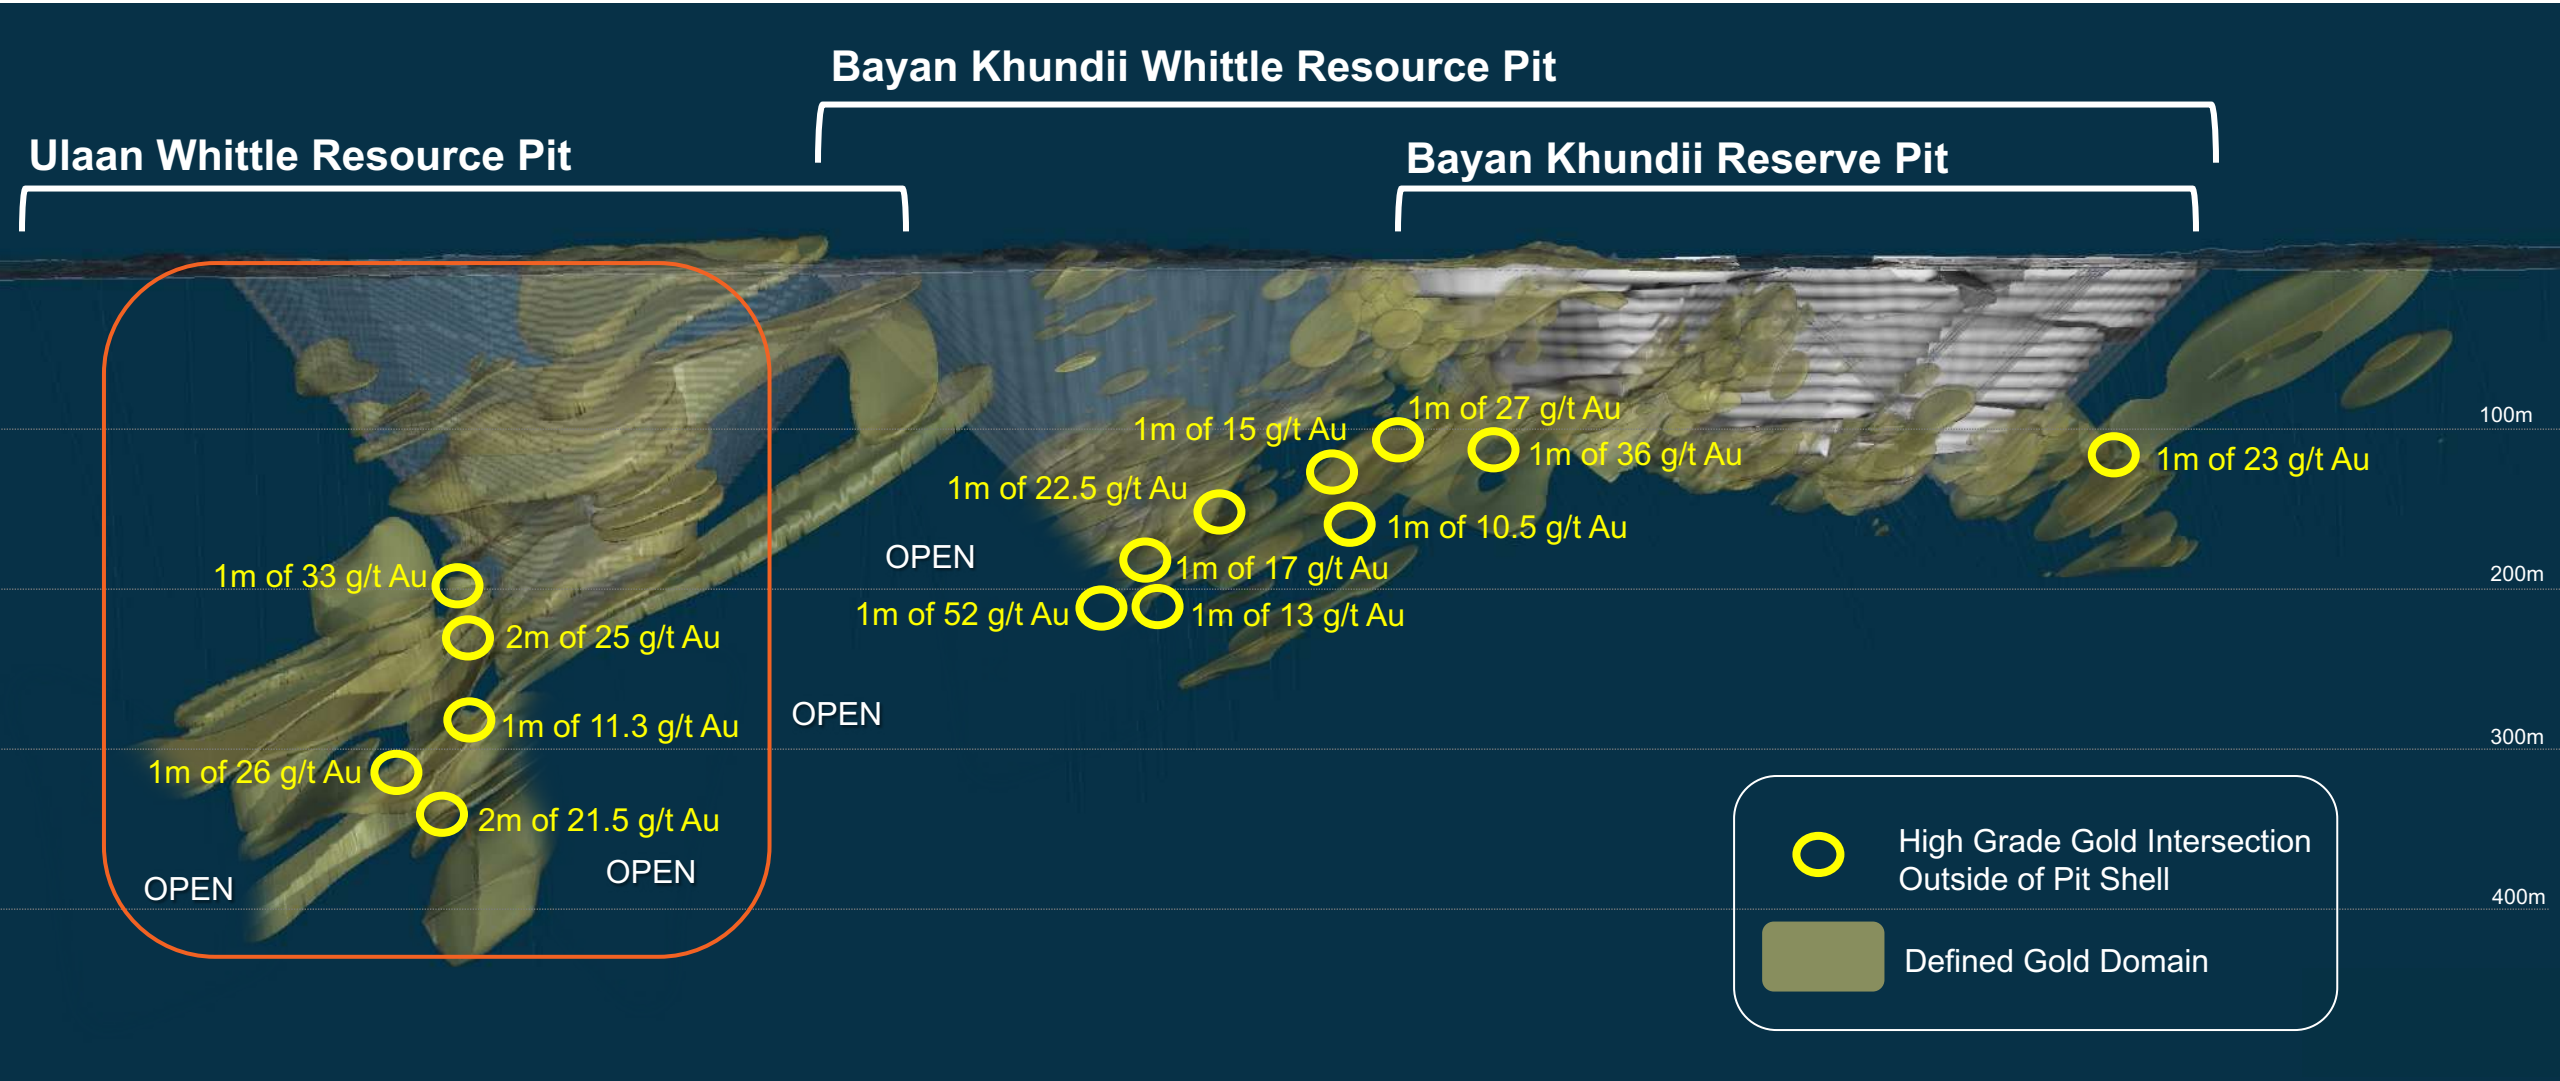 Bayan Khundii Whittle Resource Pit
Ulaan Whittle Resource Pit
Bayan Khundii Reserve Pit
1m of 27 g/t Au
100m
1m of 15 g/t Au
1m of 36 g/t Au
1m of 23 g/t Au
1m of 22.5 g/t Au
1m of 10.5 g/t Au
OPEN
1m of 17 g/t Au
200m
1m of 33 g/t Au
1m of 52 g/t Au
1m of 13 g/t Au
2m of 25 g/t Au
OPEN
1m of 11.3 g/t Au
300m
1m of 26 g/t Au
2m of 21.5 g/t Au
OPEN
OPEN
400m
High Grade Gold Intersection
Outside of Pit Shell
Defined Gold Domain